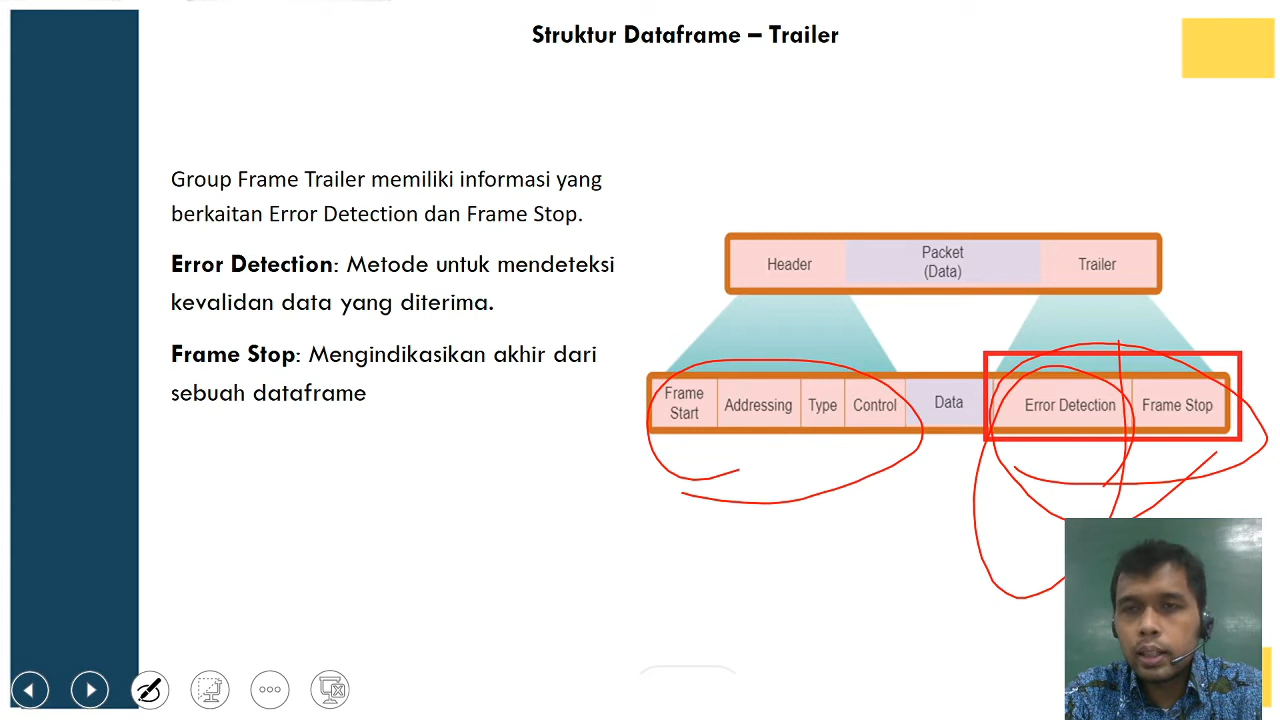 Struktur Dataframe – Trailer
Group Frame Trailer memiliki informasi yang
berkaitan Error Detection dan Frame Stop.
Error Detection: Metode untuk mendeteksi
kevalidan data yang diterima.
Frame Stop: Mengindikasikan akhir dari
sebuah dataframe
Header
Packet
(Data)
Trailer
Frame
Start
Addressing
Type
Control
Data
Error Detection
Frame Stop